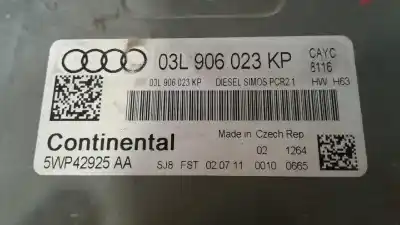 03L 906 023 KP CAYC
8116
03L 906 023 KP DIESEL SIMOS PCR2.1 HW H63
Made in Czech Rep
Continental 02 1264
5WP42925 AA SJ8 FST 02.07.11 0010 0665